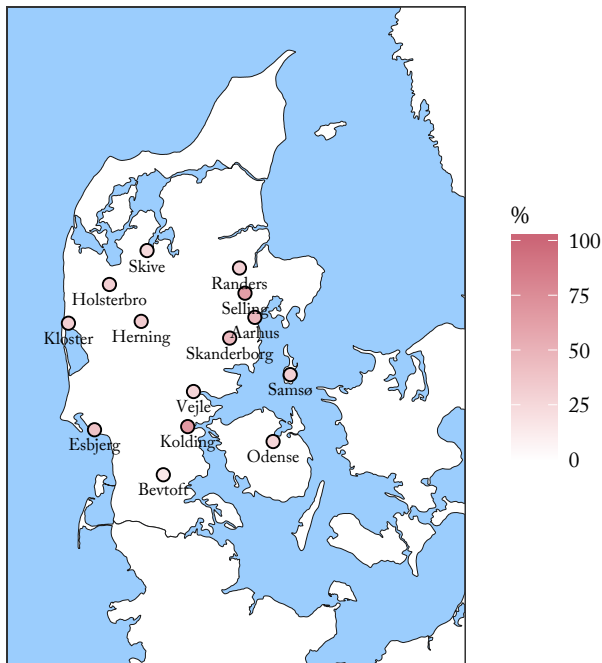 %
100
75
50
25
0
Skive
Randers
Holsterbro
Selling
Aarhus
Kloster
Herning
Skanderborg
Samsø
Vejle
Esbjerg
Kolding
Odense
Bevtoft